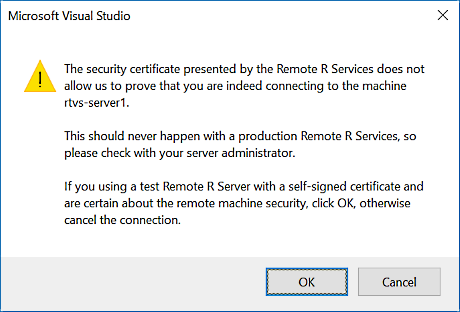 Microsoft Visual Studio
The security certificate presented by the Remote R Services does not
allow us to prove that you are indeed connecting to the machine
rtvs-server1.
This should never happen with a production Remote R Services, so
please check with your server administrator.
If you using a test Remote R Server with a self-signed certificate and
are certain about the remote machine security, click OK, otherwise
cancel the connection.
OK
Cancel